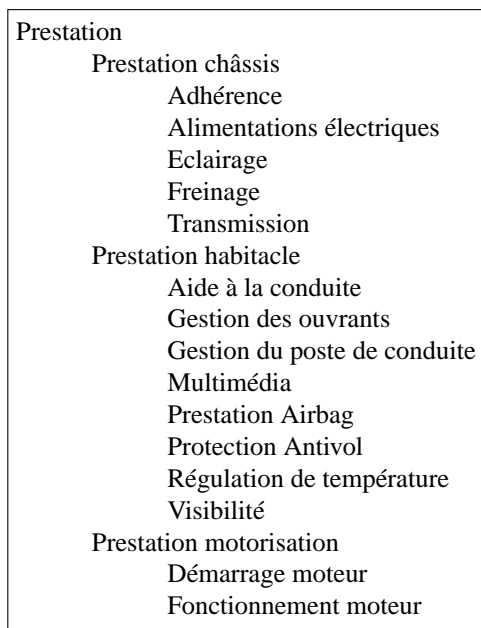 Prestation
Prestation châssis
Adhérence
Alimentations électriques
Eclairage
Freinage
Transmission
Prestation habitacle
Aide à la conduite
Gestion des ouvrants
Gestion du poste de conduite
Multimédia
Prestation Airbag
Protection Antivol
Régulation de température
Visibilité
Prestation motorisation
Démarrage moteur
Fonctionnement moteur